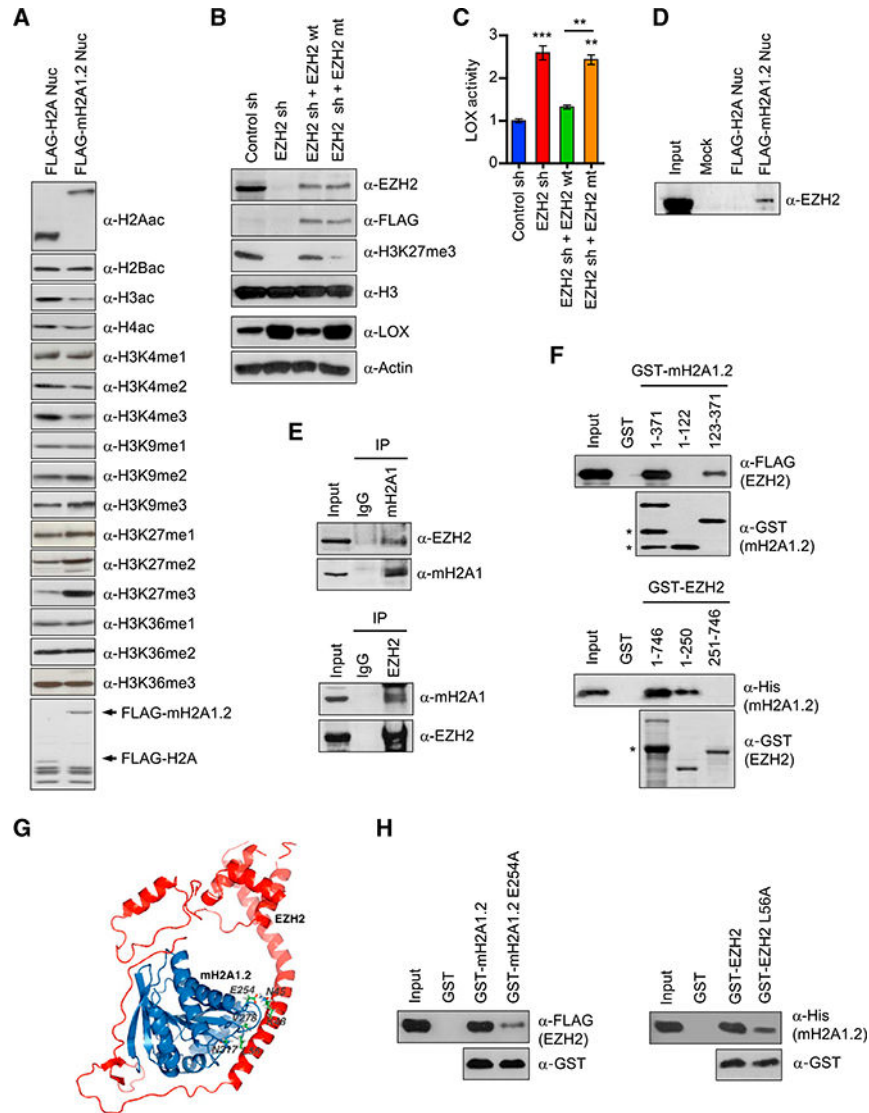 A
FLAG-H2A Nuc
FLAG-mH2A1.2 Nuc
α-H2Aac
α-H2Bac
α-H3ac
α-H4ac
α-H3K4me1
α-H3K4me2
α-H3K4me3
α-H3K9me1
α-H3K9me2
α-H3K9me3
α-H3K27me1
α-H3K27me2
α-H3K27me3
α-H3K36me1
α-H3K36me2
α-H3K36me3
FLAG-mH2A1.2
FLAG-H2A
B
Control sh
EZH2 sh
EZH2 sh + EZH2 wt
EZH2 sh + EZH2 mt
α-EZH2
α-FLAG
α-H3K27me3
α-H3
α-LOX
α-Actin
C
LOX activity
3
2
1
0
***
**
**
Control sh
EZH2 sh
EZH2 sh + EZH2 wt
EZH2 sh + EZH2 mt
D
Input
Mock
FLAG-H2A Nuc
FLAG-mH2A1.2 Nuc
α-EZH2
E
IP
Input
IgG
mH2A1
α-EZH2
α-mH2A1
IP
Input
IgG
EZH2
α-mH2A1
α-EZH2
F
GST-mH2A1.2
Input
GST
1-371
1-122
123-371
α-FLAG
(EZH2)
*
*
α-GST
(mH2A1.2)
GST-EZH2
Input
GST
1-746
1-250
251-746
α-His
(mH2A1.2)
*
α-GST
(EZH2)
G
EZH2
mH2A1.2
E254
H
Input
GST
GST-mH2A1.2
GST-mH2A1.2 E254A
α-FLAG
(EZH2)
α-GST
Input
GST
GST-EZH2
GST-EZH2 L56A
α-His
(mH2A1.2)
α-GST